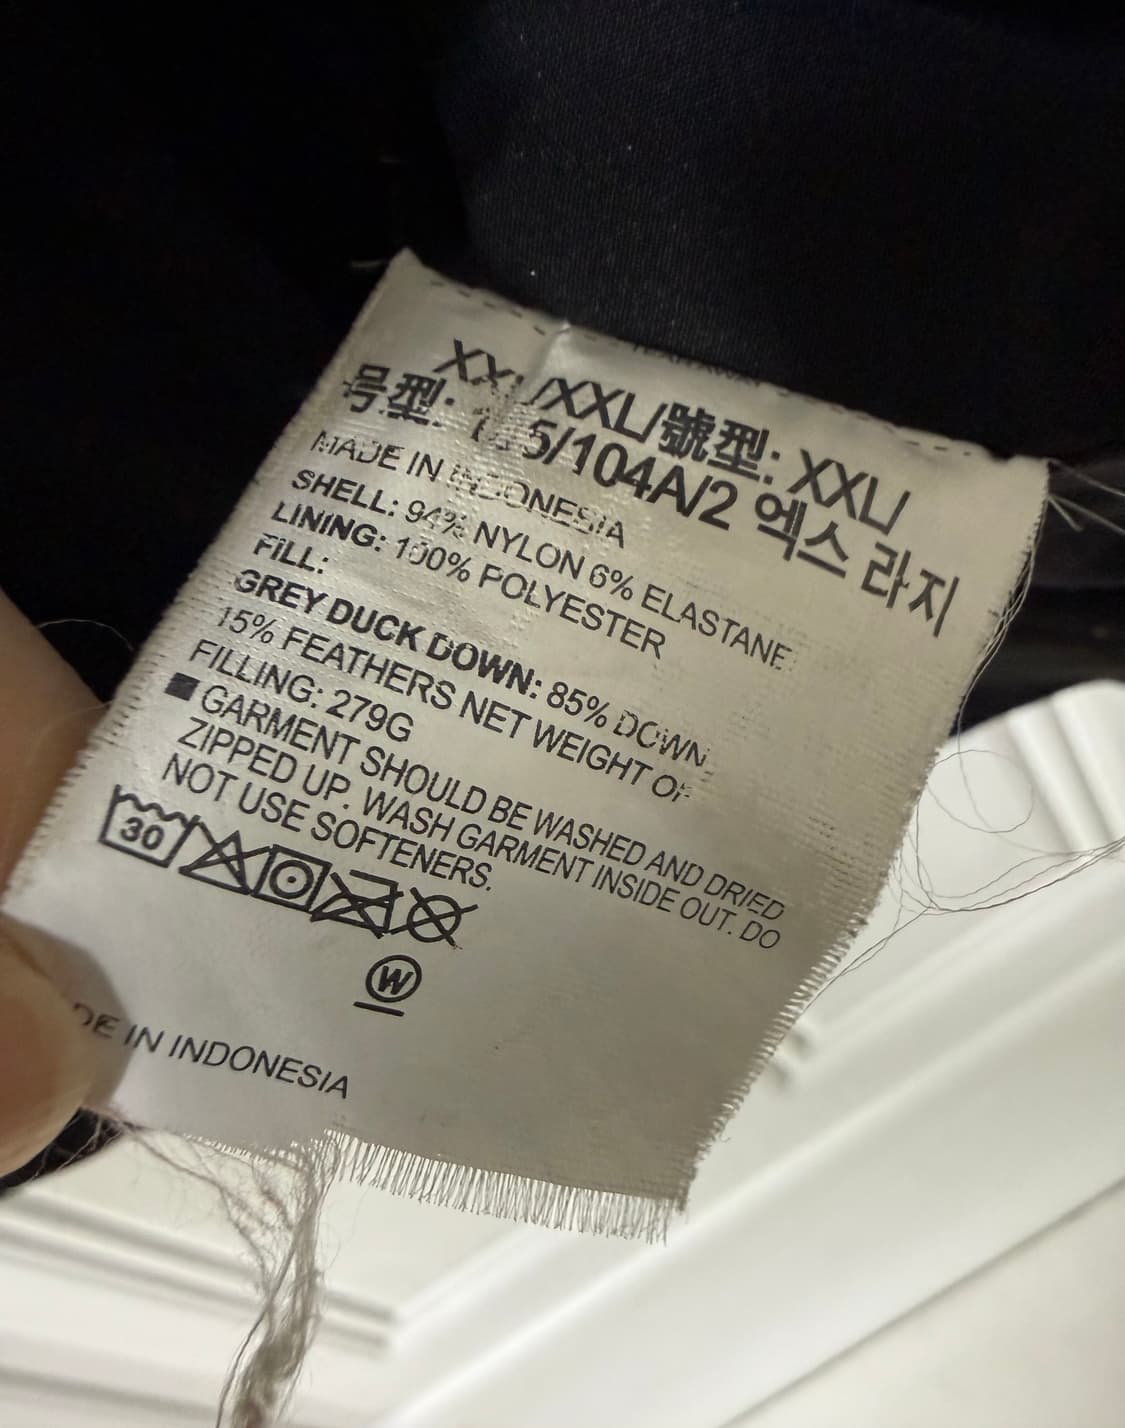 XXL/XXL/號型: XXL/
号型: 5/104A/2 엑스 라지
MADE IN INDONESIA
SHELL: 94% NYLON 6% ELASTANE
LINING: 100% POLYESTER
FILL:
GREY DUCK DOWN: 85% DOWN,
15% FEATHERS NET WEIGHT OF
FILLING: 279G
■ GARMENT SHOULD BE WASHED AND DRIED
ZIPPED UP. WASH GARMENT INSIDE OUT. DO
NOT USE SOFTENERS.
30
W
DE IN INDONESIA